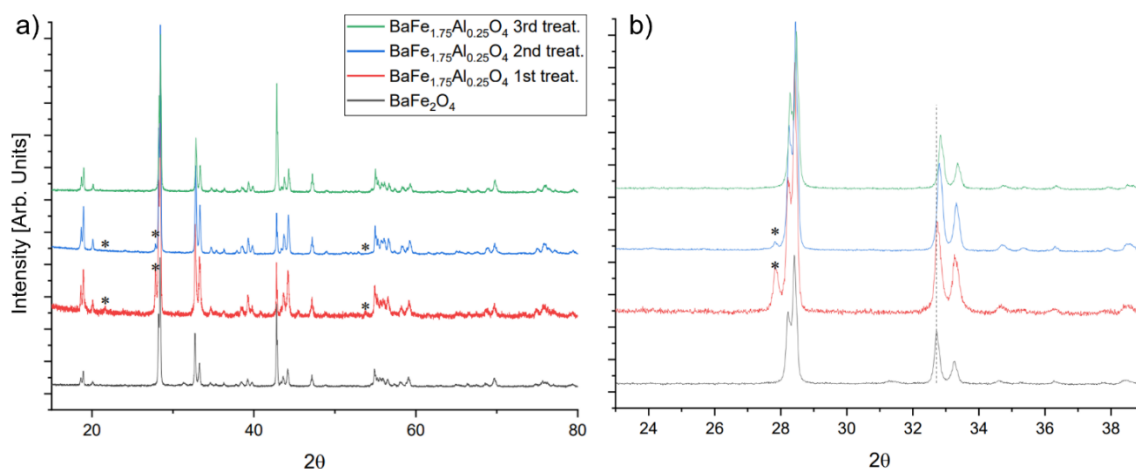 a)
BaFe₁.₇₅Al₀.₂₅O₄ 3rd treat.
BaFe₁.₇₅Al₀.₂₅O₄ 2nd treat.
BaFe₁.₇₅Al₀.₂₅O₄ 1st treat.
BaFe₂O₄
Intensity [Arb. Units]
*
*
*
*
*
*
20
40
60
80
2θ
b)
*
*
24
26
28
30
32
34
36
38
2θ